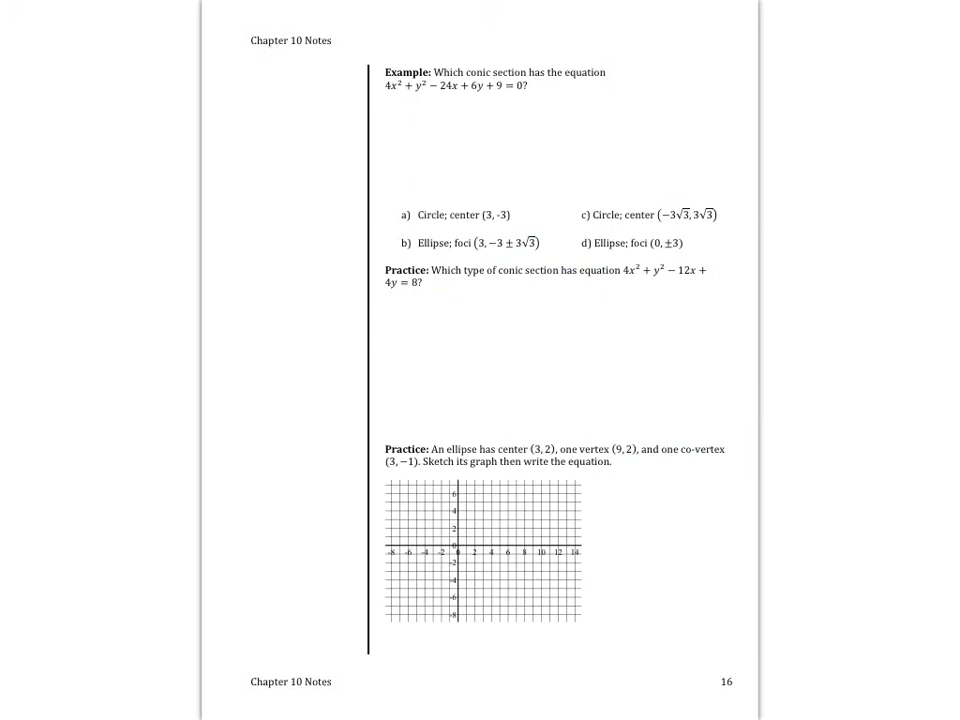 Chapter 10 Notes
Example: Which conic section has the equation
4x² + y² − 24x + 6y + 9 = 0?
a) Circle; center (3, -3)
c) Circle; center (−3√3, 3√3)
b) Ellipse; foci (3, −3 ± 3√3)
d) Ellipse; foci (0, ±3)
Practice: Which type of conic section has equation 4x² + y² − 12x +
4y = 8?
Practice: An ellipse has center (3, 2), one vertex (9, 2), and one co-vertex
(3, −1). Sketch its graph then write the equation.
6
4
2
0
-8 -6 -4 -2 0 2 4 6 8 10 12 14
-2
-4
-6
-8
Chapter 10 Notes
16